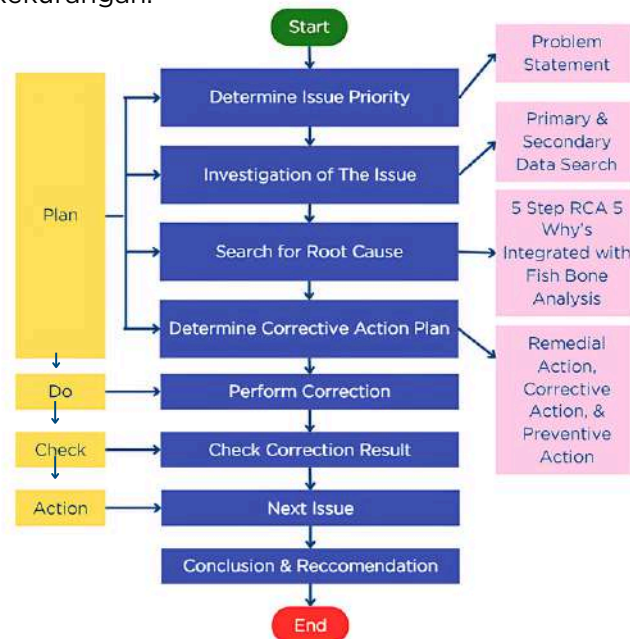 kekurangan.
Start
Problem
Statement
Determine Issue Priority
Primary &
Secondary
Data Search
Investigation of The Issue
Plan
5 Step RCA 5
Why's
Integrated with
Fish Bone
Analysis
Search for Root Cause
Determine Corrective Action Plan
Remedial
Action,
Corrective
Action, &
Preventive
Action
Do
Perform Correction
Check
Check Correction Result
Action
Next Issue
Conclusion & Reccomendation
End